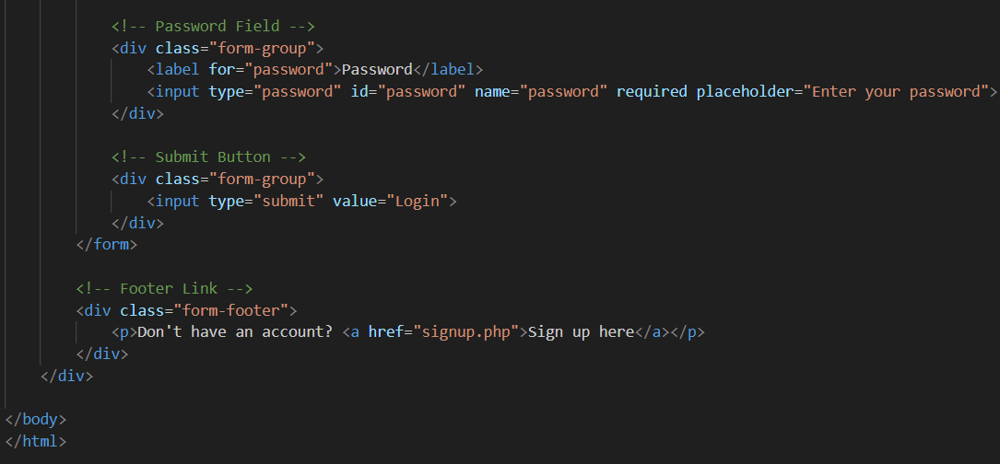 <!-- Password Field -->
<div class="form-group">
<label for="password">Password</label>
<input type="password" id="password" name="password" required placeholder="Enter your password">
</div>
<!-- Submit Button -->
<div class="form-group">
<input type="submit" value="Login">
</div>
</form>
<!-- Footer Link -->
<div class="form-footer">
<p>Don't have an account? <a href="signup.php">Sign up here</a></p>
</div>
</div>
</body>
</html>